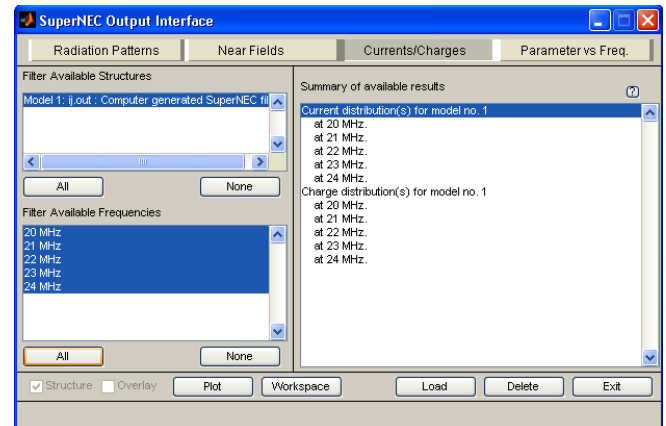 SuperNEC Output Interface
Radiation Patterns Near Fields Currents/Charges Parameter vs Freq.
Filter Available Structures
Model 1: ij.out : Computer generated SuperNEC fil
All None
Filter Available Frequencies
20 MHz
21 MHz
22 MHz
23 MHz
24 MHz
All None
Summary of available results
?
Current distribution(s) for model no. 1
at 20 MHz.
at 21 MHz.
at 22 MHz.
at 23 MHz.
at 24 MHz.
Charge distribution(s) for model no. 1
at 20 MHz.
at 21 MHz.
at 22 MHz.
at 23 MHz.
at 24 MHz.
Structure Overlay Plot Workspace Load Delete Exit